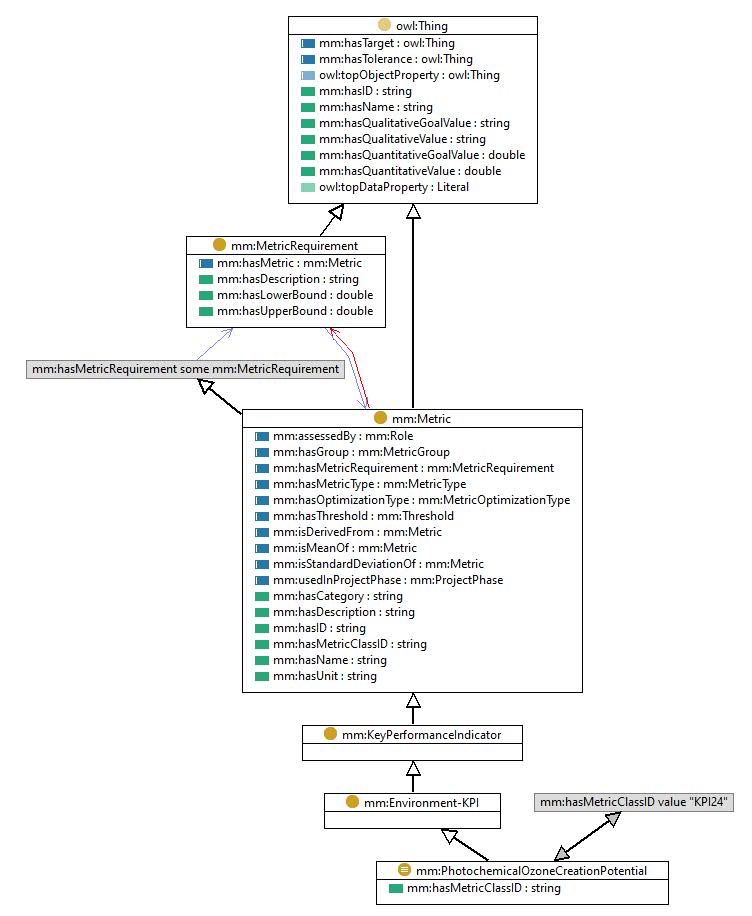 owl:Thing
mm:hasTarget : owl:Thing
mm:hasTolerance : owl:Thing
owl:topObjectProperty : owl:Thing
mm:hasID : string
mm:hasName : string
mm:hasQualitativeGoalValue : string
mm:hasQualitativeValue : string
mm:hasQuantitativeGoalValue : double
mm:hasQuantitativeValue : double
owl:topDataProperty : Literal
mm:MetricRequirement
mm:hasMetric : mm:Metric
mm:hasDescription : string
mm:hasLowerBound : double
mm:hasUpperBound : double
mm:hasMetricRequirement some mm:MetricRequirement
mm:Metric
mm:assessedBy : mm:Role
mm:hasGroup : mm:MetricGroup
mm:hasMetricRequirement : mm:MetricRequirement
mm:hasMetricType : mm:MetricType
mm:hasOptimizationType : mm:MetricOptimizationType
mm:hasThreshold : mm:Threshold
mm:isDerivedFrom : mm:Metric
mm:isMeanOf : mm:Metric
mm:isStandardDeviationOf : mm:Metric
mm:usedInProjectPhase : mm:ProjectPhase
mm:hasCategory : string
mm:hasDescription : string
mm:hasID : string
mm:hasMetricClassID : string
mm:hasName : string
mm:hasUnit : string
mm:KeyPerformanceIndicator
mm:Environment-KPI
mm:hasMetricClassID value "KPI24"
mm:PhotochemicalOzoneCreationPotential
mm:hasMetricClassID : string